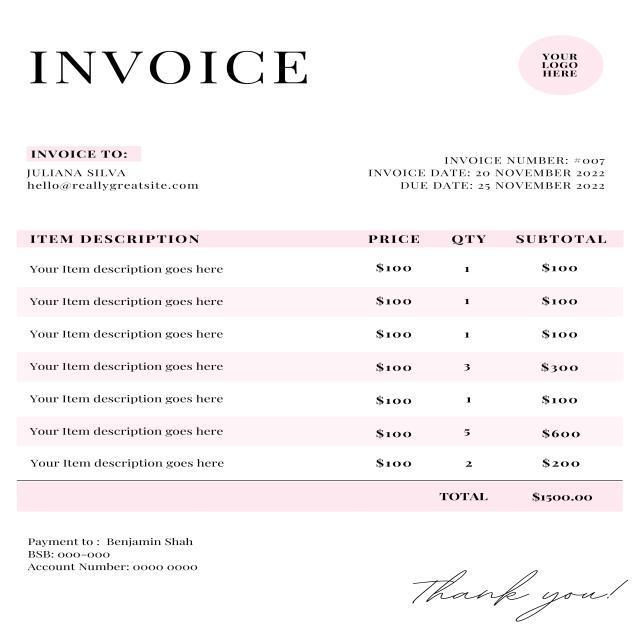 INVOICE
YOUR
LOGO
HERE
INVOICE TO:
JULIANA SILVA
hello@reallygreatsite.com
INVOICE NUMBER: #007
INVOICE DATE: 20 NOVEMBER 2022
DUE DATE: 25 NOVEMBER 2022
ITEM DESCRIPTION PRICE QTY SUBTOTAL
Your Item description goes here $100 1 $100
Your Item description goes here $100 1 $100
Your Item description goes here $100 1 $100
Your Item description goes here $100 3 $300
Your Item description goes here $100 1 $100
Your Item description goes here $100 5 $600
Your Item description goes here $100 2 $200
TOTAL $1500.00
Payment to : Benjamin Shah
BSB: 000-000
Account Number: 0000 0000
Thank you!